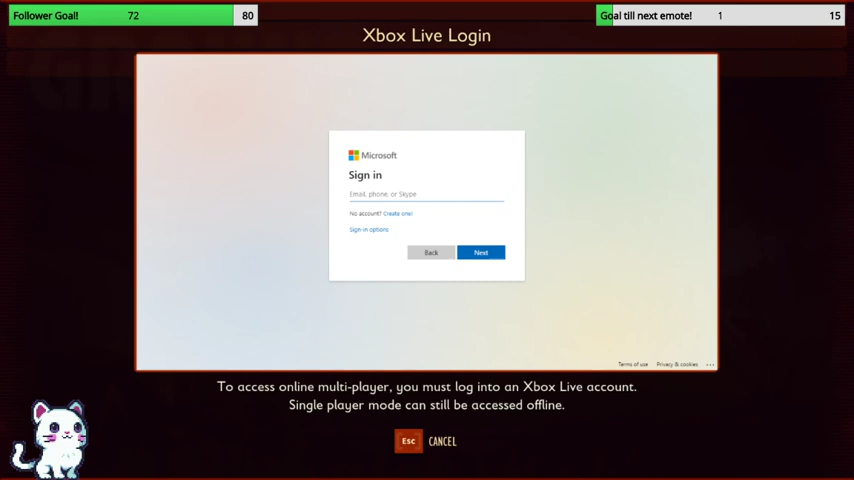 Follower Goal! 72 80
Goal till next emote! 1 15
Xbox Live Login
Microsoft
Sign in
Email, phone, or Skype
No account? Create one!
Sign-in options
Back Next
Terms of use Privacy & cookies ...
To access online multi-player, you must log into an Xbox Live account.
Single player mode can still be accessed offline.
Esc CANCEL